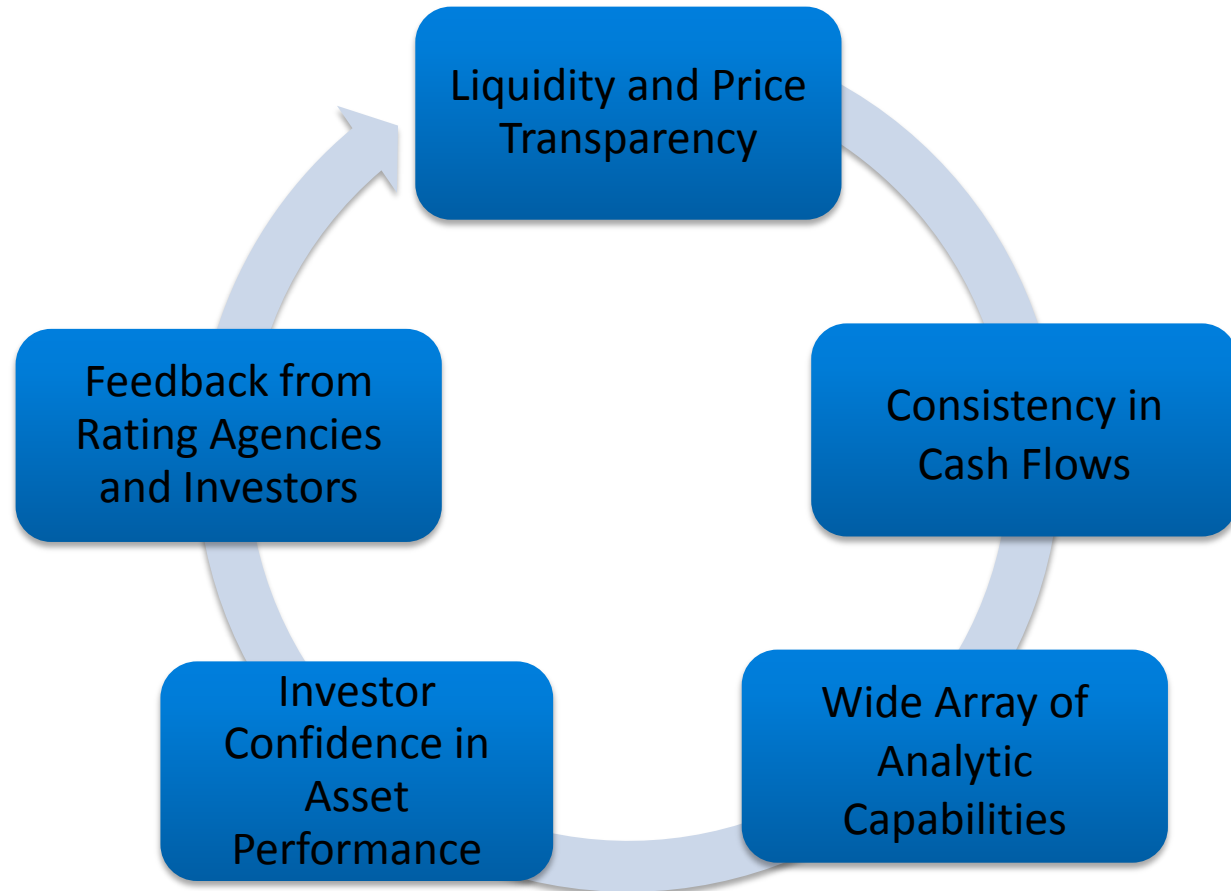 Liquidity and Price
Transparency
Consistency in
Cash Flows
Wide Array of
Analytic
Capabilities
Investor
Confidence in
Asset
Performance
Feedback from
Rating Agencies
and Investors